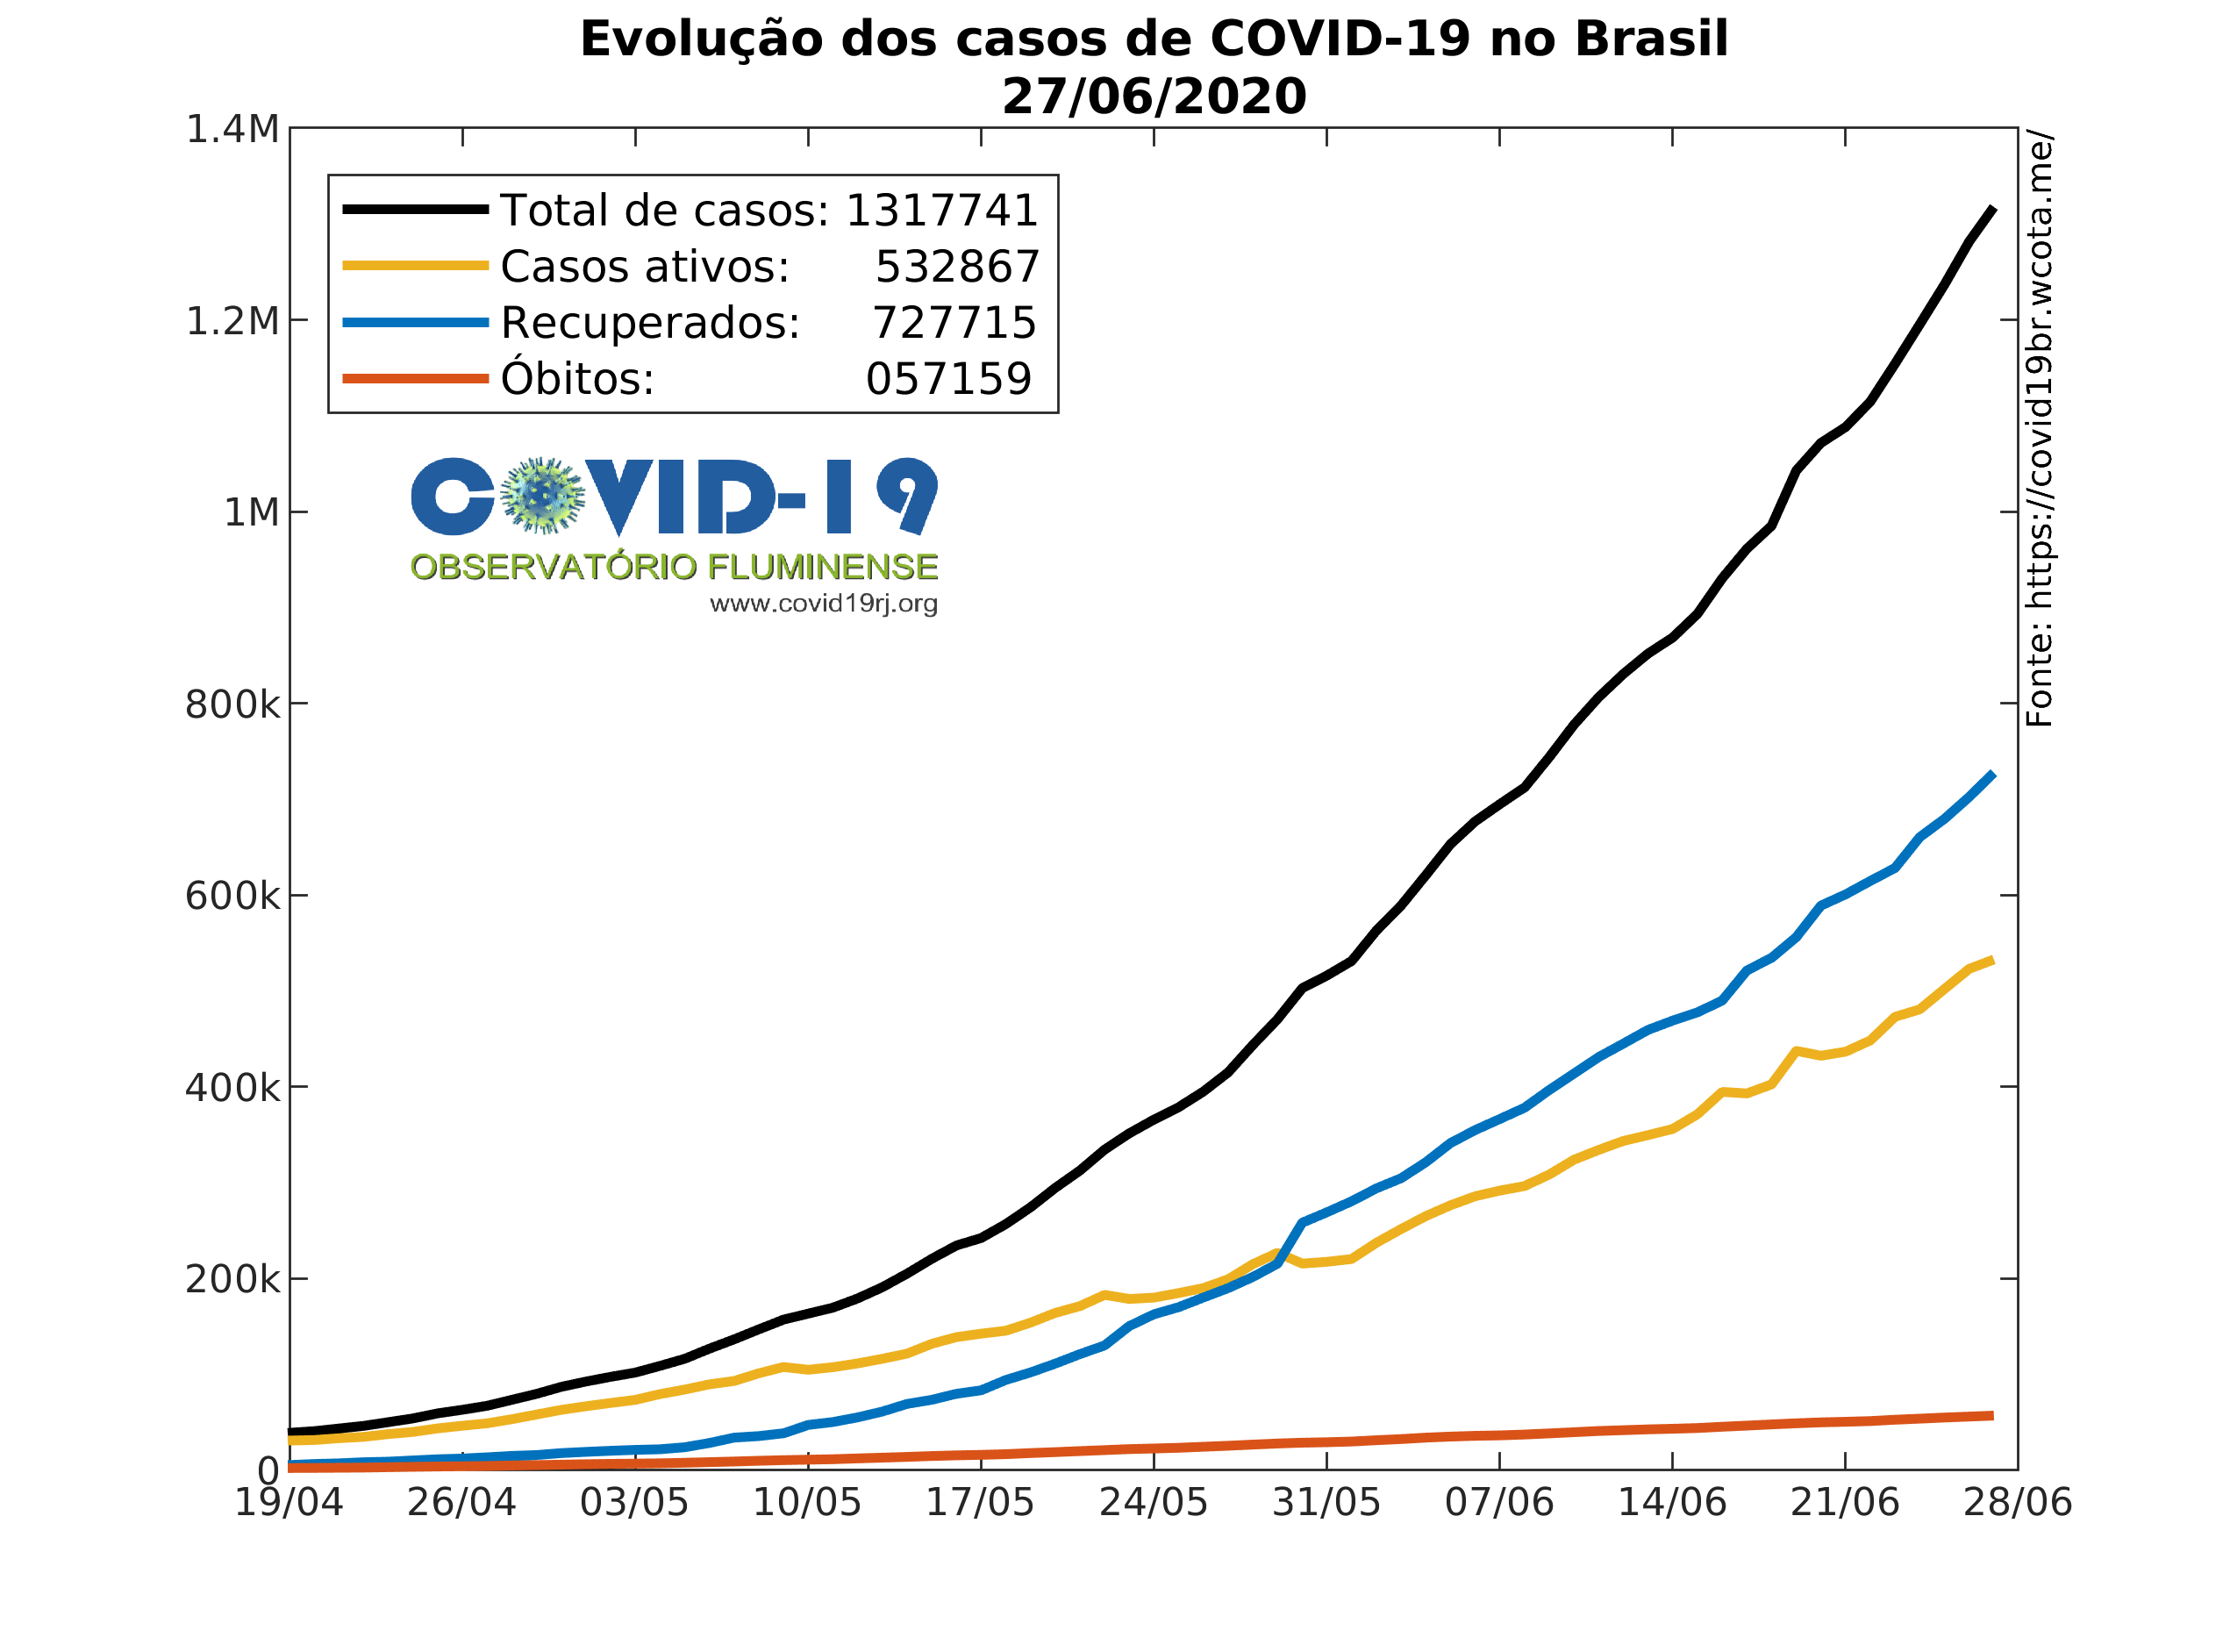 Evolução dos casos de COVID-19 no Brasil
27/06/2020
1.4M
1.2M
1M
800k
600k
400k
200k
0
Total de casos: 1317741
Casos ativos: 532867
Recuperados: 727715
Óbitos: 057159
COVID-19
OBSERVATÓRIO FLUMINENSE
www.covid19rj.org
Fonte: https://covid19br.wcota.me/
19/04 26/04 03/05 10/05 17/05 24/05 31/05 07/06 14/06 21/06 28/06